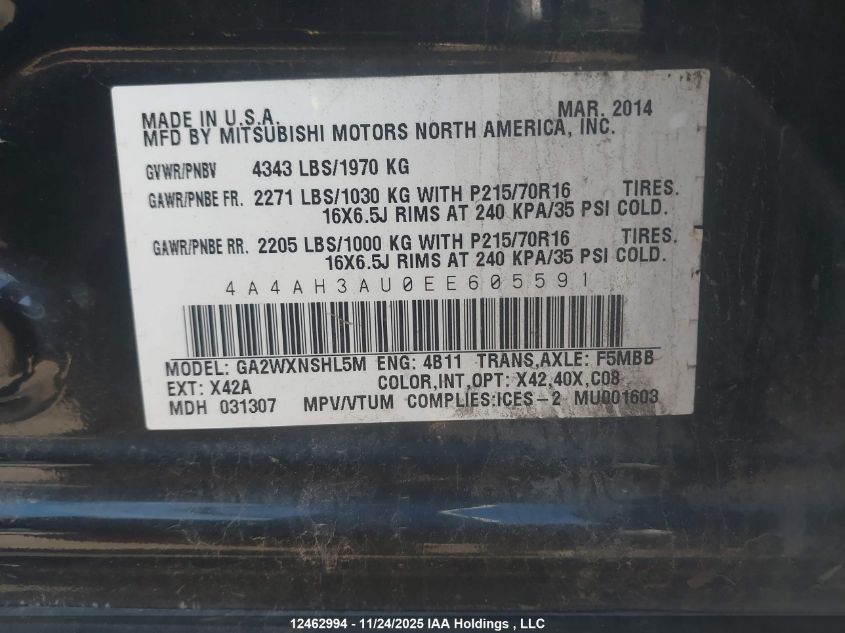 MADE IN U.S.A. MAR. 2014
MFD BY MITSUBISHI MOTORS NORTH AMERICA, INC.
GVWR/PNBV 4343 LBS/1970 KG
GAWR/PNBE FR. 2271 LBS/1030 KG WITH P215/70R16 TIRES.
16X6.5J RIMS AT 240 KPA/35 PSI COLD.
GAWR/PNBE RR. 2205 LBS/1000 KG WITH P215/70R16 TIRES.
16X6.5J RIMS AT 240 KPA/35 PSI COLD.
4A4AH3AU0EE605591
MODEL: GA2WXNSHL5M ENG: 4B11 TRANS,AXLE: F5MBB
EXT: X42A COLOR,INT,OPT: X42,40X,C08
MDH 031307 MPV/VTUM COMPLIES:ICES-2 MU001603
12462994 - 11/24/2025 IAA Holdings , LLC